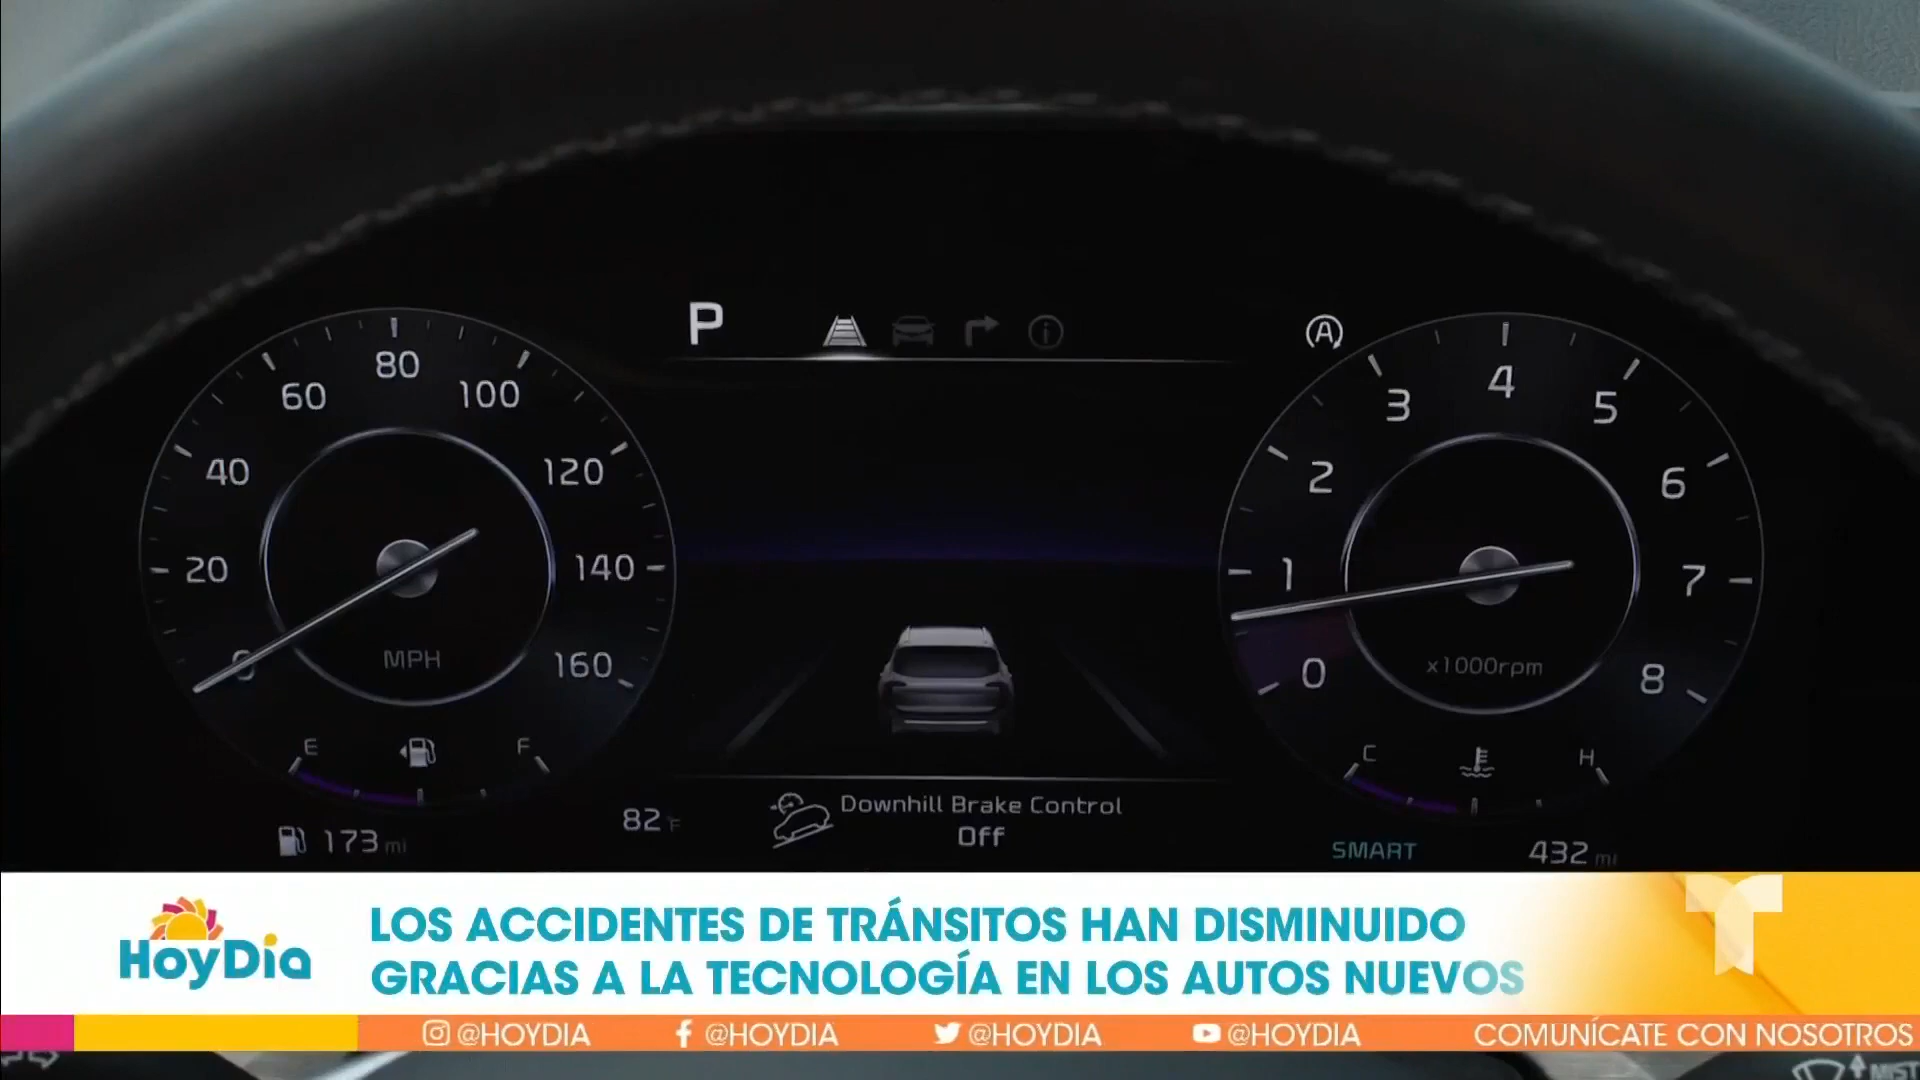 P
A
80
60
100
40
120
20
140
0
160
MPH
E
F
173 mi
82°F
4
3
5
2
6
1
7
0
8
x1000rpm
C
H
Downhill Brake Control
Off
SMART
432 mi
HoyDía
LOS ACCIDENTES DE TRÁNSITOS HAN DISMINUIDO
GRACIAS A LA TECNOLOGÍA EN LOS AUTOS NUEVOS
T
@HOYDIA
@HOYDIA
@HOYDIA
@HOYDIA
COMUNÍCATE CON NOSOTROS
MIST